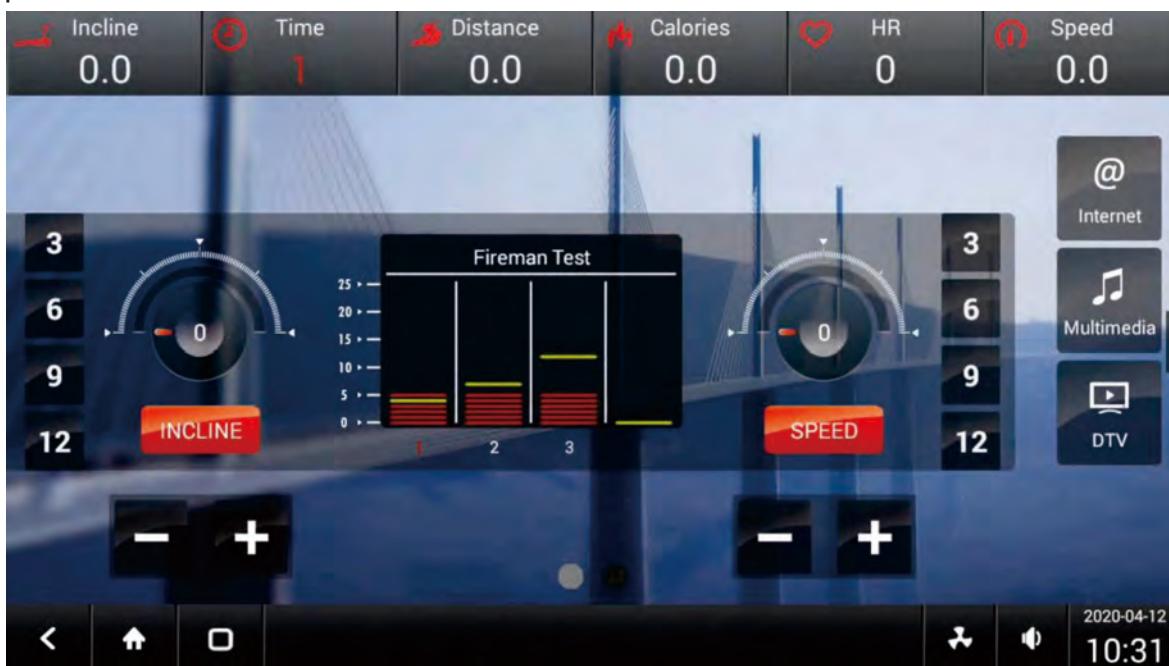 Incline
0.0
Time
1
Distance
0.0
Calories
0.0
HR
0
Speed
0.0
@
Internet
Multimedia
DTV
3
6
9
12
0
INCLINE
Fireman Test
25
20
15
10
5
0
1 2 3
0
SPEED
3
6
9
12
- +
- +
2020-04-12
10:31